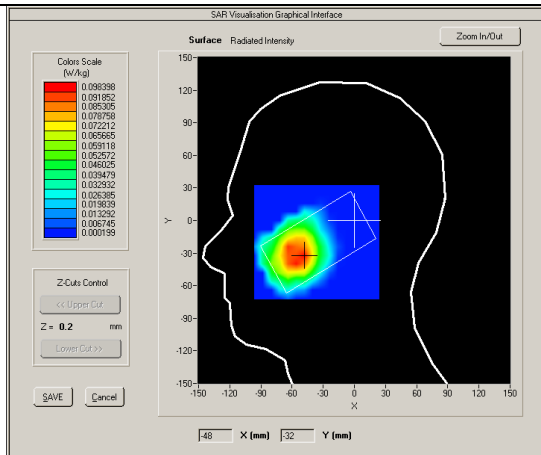 SAR Visualisation Graphical Interface
Surface Radiated Intensity
Zoom In/Out
Colors Scale
(W/kg)
0.098398
0.091852
0.085305
0.078758
0.072212
0.065665
0.059118
0.052572
0.046025
0.039479
0.032932
0.026385
0.019839
0.013292
0.006745
0.000199
150
120
90
60
30
0
-30
-60
-90
-120
-150
Y
-150 -120 -90 -60 -30 0 30 60 90 120 150
X
Z-Cuts Control
<< Upper Cut
Z = 0.2 mm
Lower Cut >>
SAVE Cancel
-48 X (mm) -32 Y (mm)